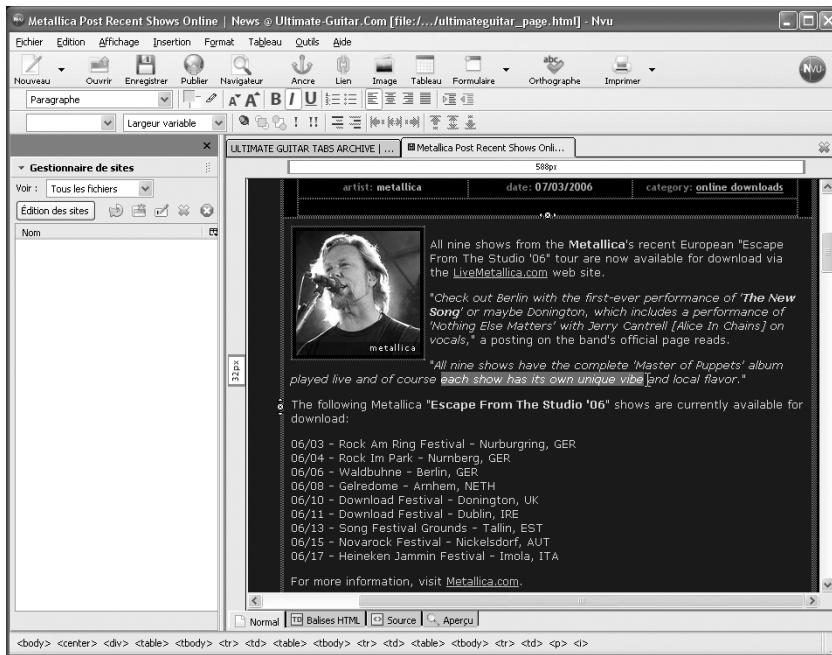 Metallica Post Recent Shows Online | News @ Ultimate-Guitar.Com [file:/.../ultimateguitar_page.html] - Nvu
Fichier Edition Affichage Insertion Format Tableau Outils Aide
Nouveau Ouvrir Enregistrer Publier Navigateur Ancre Lien Image Tableau Formulaire Orthographe Imprimer
abc
NVU
Paragraphe A A B I U
Largeur variable ! !!
ULTIMATE GUITAR TABS ARCHIVE | ... Metallica Post Recent Shows Onli...
Gestionnaire de sites
588px
Voir : Tous les fichiers
Édition des sites
Nom
32px
artist: metallica date: 07/03/2006 category: online downloads
metallica
All nine shows from the Metallica's recent European "Escape
From The Studio '06" tour are now available for download via
the LiveMetallica.com web site.
"Check out Berlin with the first-ever performance of 'The New
Song' or maybe Donington, which includes a performance of
'Nothing Else Matters' with Jerry Cantrell [Alice In Chains] on
vocals," a posting on the band's official page reads.
"All nine shows have the complete 'Master of Puppets' album
played live and of course each show has its own unique vibe and local flavor."
The following Metallica "Escape From The Studio '06" shows are currently available for
download:
06/03 - Rock Am Ring Festival - Nurburgring, GER
06/04 - Rock Im Park - Nurnberg, GER
06/06 - Waldbuhne - Berlin, GER
06/08 - Gelredome - Arnhem, NETH
06/10 - Download Festival - Donington, UK
06/11 - Download Festival - Dublin, IRE
06/13 - Song Festival Grounds - Tallin, EST
06/15 - Novarock Festival - Nickelsdorf, AUT
06/17 - Heineken Jammin Festival - Imola, ITA
For more information, visit Metallica.com.
Normal TD Balises HTML Source Aperçu
<body> <center> <div> <table> <tbody> <tr> <td> <table> <tbody> <tr> <td> <table> <tbody> <tr> <td> <p> <i>